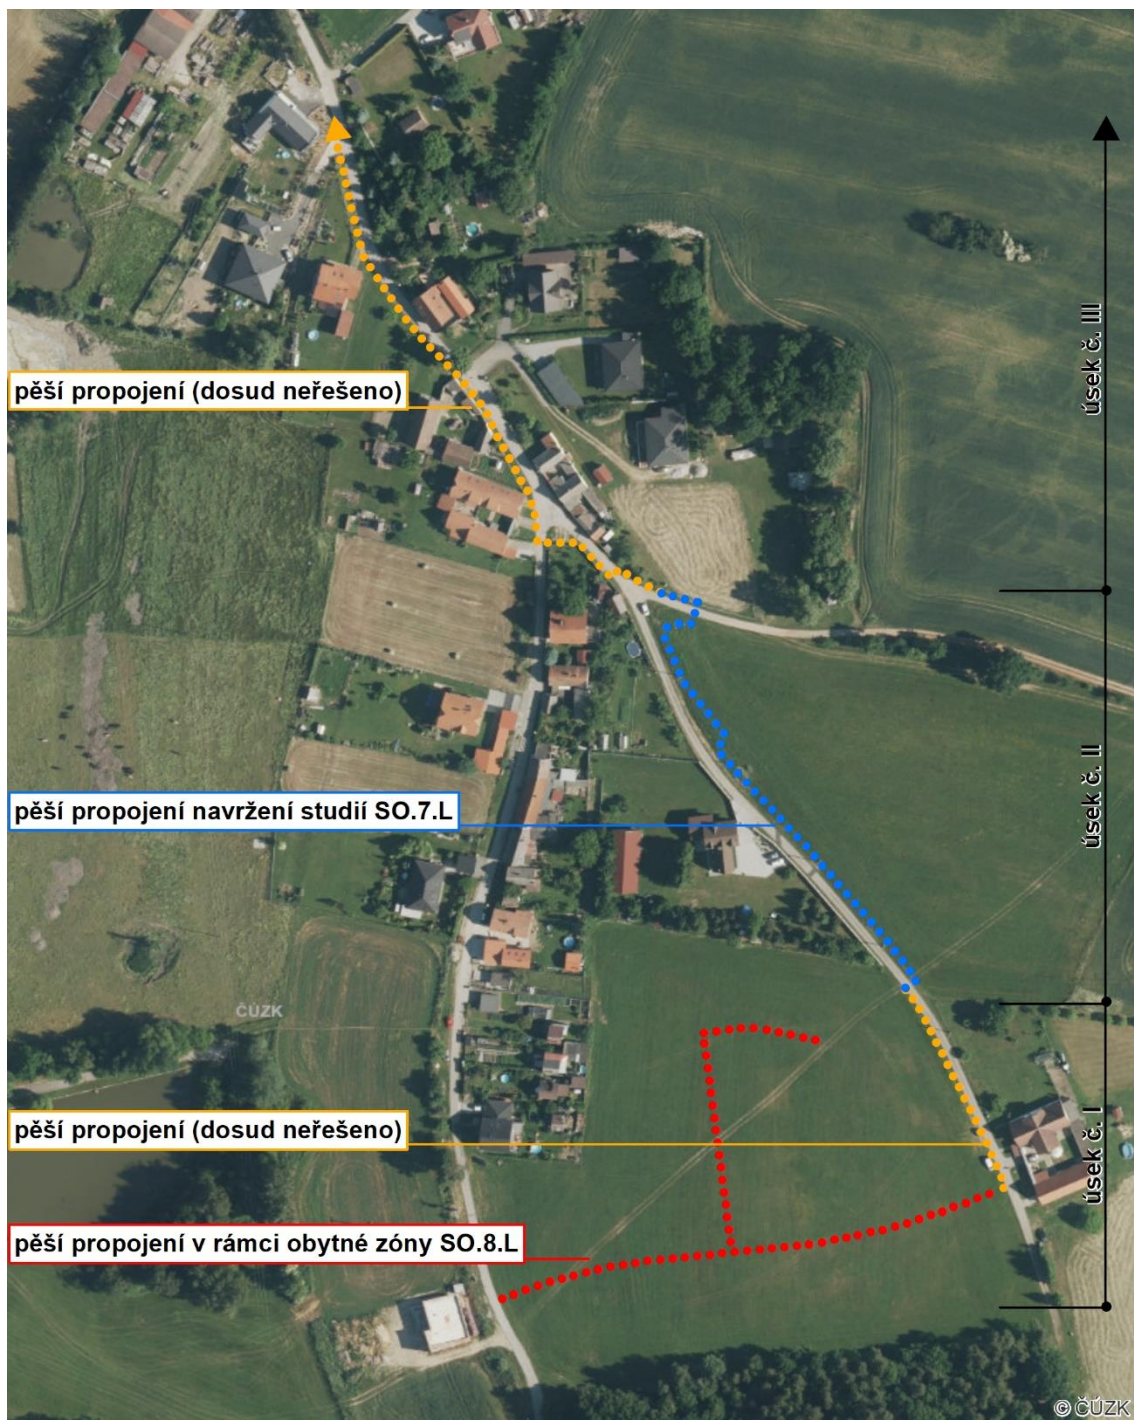 úsek č. III
pěší propojení (dosud neřešeno)
úsek č. II
pěší propojení navržení studií SO.7.L
ČÚZK
pěší propojení (dosud neřešeno)
úsek č. I
pěší propojení v rámci obytné zóny SO.8.L
© ČÚZK